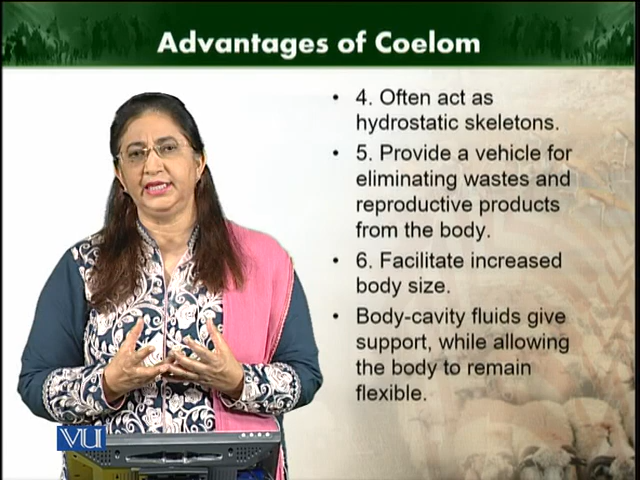 Advantages of Coelom
• 4. Often act as
hydrostatic skeletons.
• 5. Provide a vehicle for
eliminating wastes and
reproductive products
from the body.
• 6. Facilitate increased
body size.
• Body-cavity fluids give
support, while allowing
the body to remain
flexible.
VU